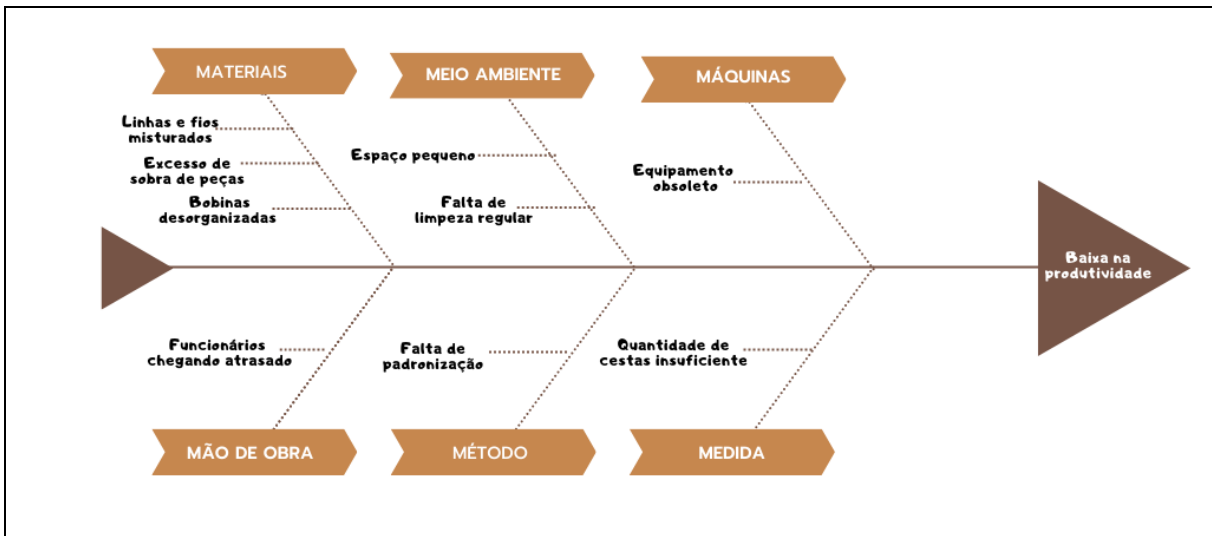 MATERIAIS
MEIO AMBIENTE
MÁQUINAS
Linhas e fios
misturados
Excesso de
sobra de peças
Bobinas
desorganizadas
Espaço pequeno
Falta de
limpeza regular
Equipamento
obsoleto
Baixa na
produtividade
Funcionários
chegando atrasado
Falta de
padronização
Quantidade de
cestas insuficiente
MÃO DE OBRA
MÉTODO
MEDIDA